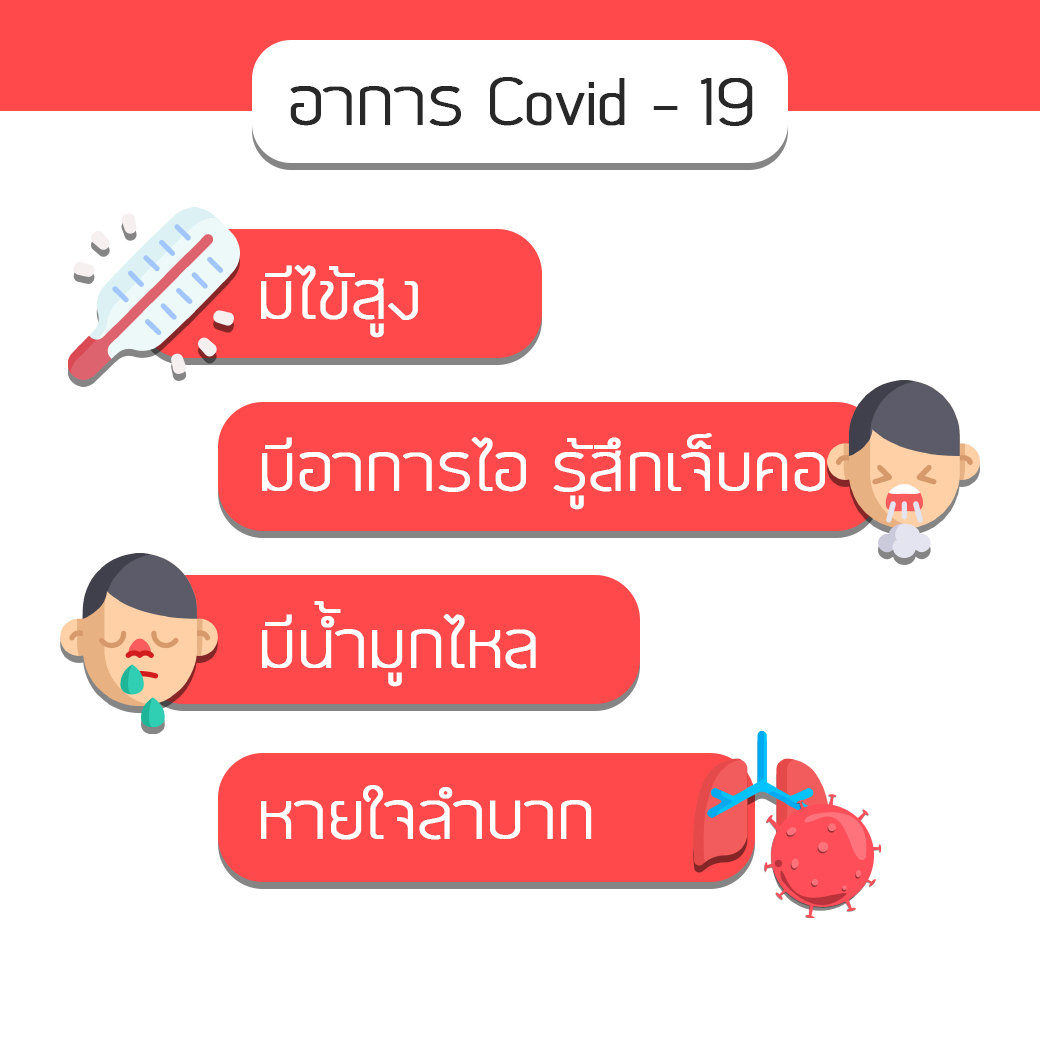 อาการ Covid - 19
มีไข้สูง
มีอาการไอ รู้สึกเจ็บคอ
มีน้ำมูกไหล
หายใจลำบาก